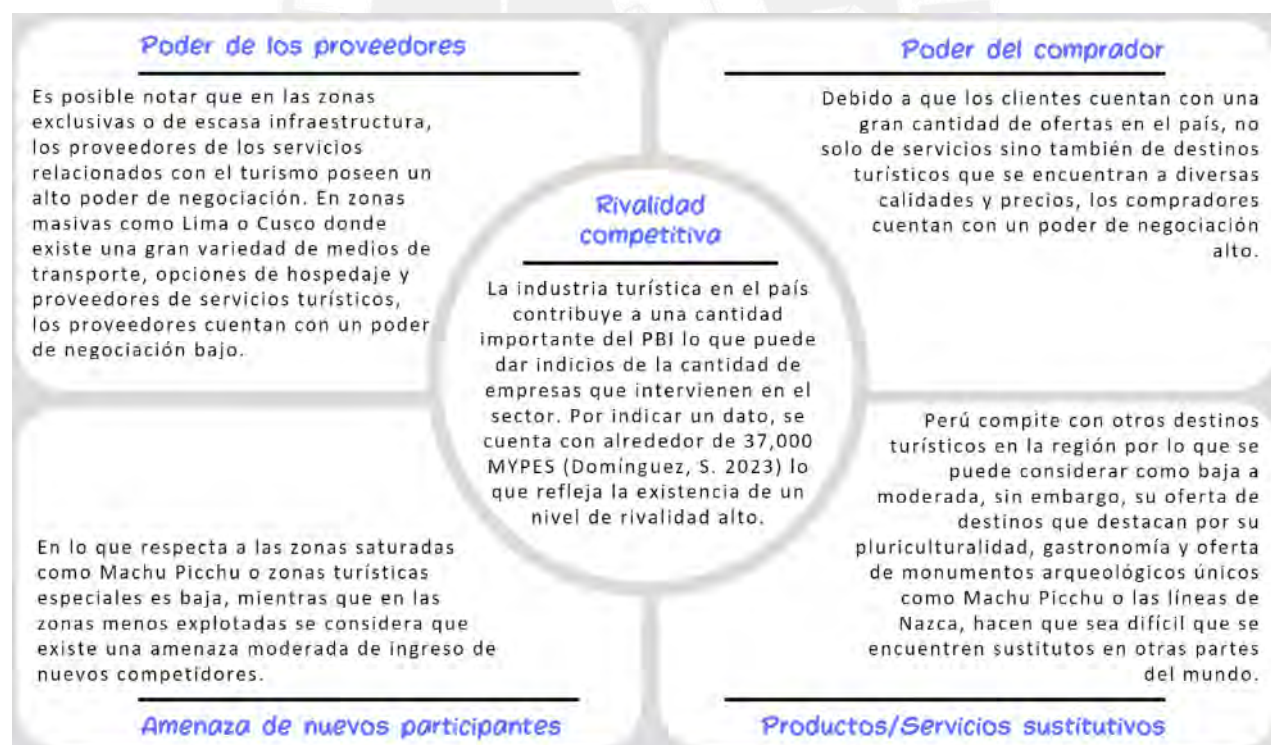 Poder de los proveedores
Es posible notar que en las zonas
exclusivas o de escasa infraestructura,
los proveedores de los servicios
relacionados con el turismo poseen un
alto poder de negociación. En zonas
masivas como Lima o Cusco donde
existe una gran variedad de medios de
transporte, opciones de hospedaje y
proveedores de servicios turísticos,
los proveedores cuentan con un poder
de negociación bajo.
Poder del comprador
Debido a que los clientes cuentan con una
gran cantidad de ofertas en el país, no
solo de servicios sino también de destinos
turísticos que se encuentran a diversas
calidades y precios, los compradores
cuentan con un poder de negociación
alto.
Rivalidad
competitiva
La industria turística en el país
contribuye a una cantidad
importante del PBI lo que puede
dar indicios de la cantidad de
empresas que intervienen en el
sector. Por indicar un dato, se
cuenta con alrededor de 37,000
MYPES (Domínguez, S. 2023) lo
que refleja la existencia de un
nivel de rivalidad alto.
En lo que respecta a las zonas saturadas
como Machu Picchu o zonas turísticas
especiales es baja, mientras que en las
zonas menos explotadas se considera que
existe una amenaza moderada de ingreso de
nuevos competidores.
Amenaza de nuevos participantes
Perú compite con otros destinos
turísticos en la región por lo que se
puede considerar como baja a
moderada, sin embargo, su oferta de
destinos que destacan por su
pluriculturalidad, gastronomía y oferta
de monumentos arqueológicos únicos
como Machu Picchu o las líneas de
Nazca, hacen que sea difícil que se
encuentren sustitutos en otras partes
del mundo.
Productos/Servicios sustitutivos